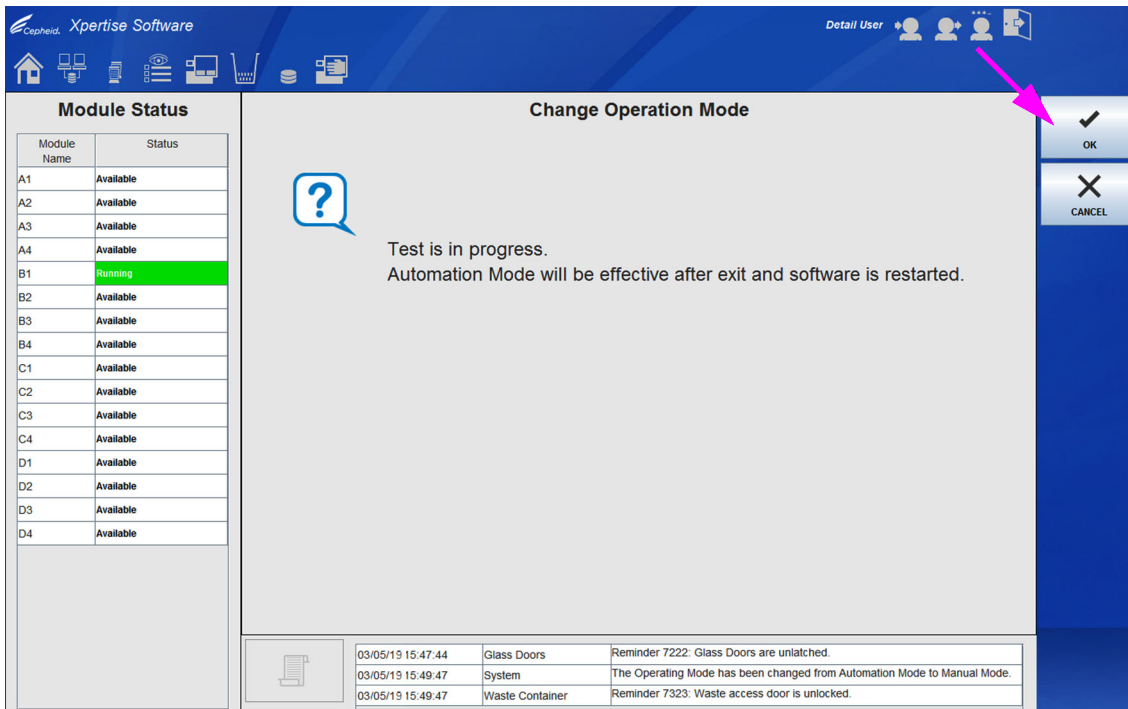 Cepheid. Xpertise Software
Detail User
Module Status
Module Name
Status
A1 Available
A2 Available
A3 Available
A4 Available
B1 Running
B2 Available
B3 Available
B4 Available
C1 Available
C2 Available
C3 Available
C4 Available
D1 Available
D2 Available
D3 Available
D4 Available
Change Operation Mode
?
Test is in progress.
Automation Mode will be effective after exit and software is restarted.
OK
CANCEL
03/05/19 15:47:44 Glass Doors Reminder 7222: Glass Doors are unlatched.
03/05/19 15:49:47 System The Operating Mode has been changed from Automation Mode to Manual Mode.
03/05/19 15:49:47 Waste Container Reminder 7323: Waste access door is unlocked.